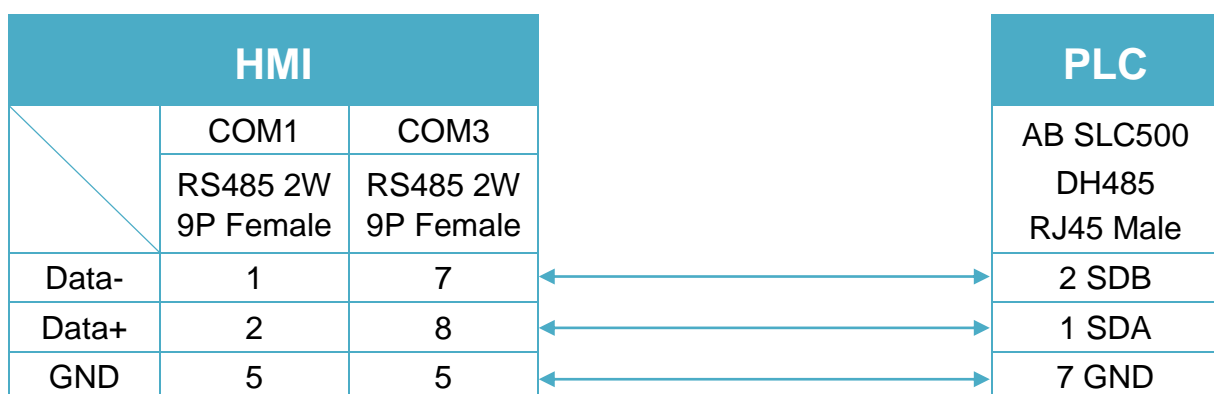 HMI PLC
COM1 COM3 AB SLC500
RS485 2W RS485 2W DH485
9P Female 9P Female RJ45 Male
Data- 1 7 2 SDB
Data+ 2 8 1 SDA
GND 5 5 7 GND